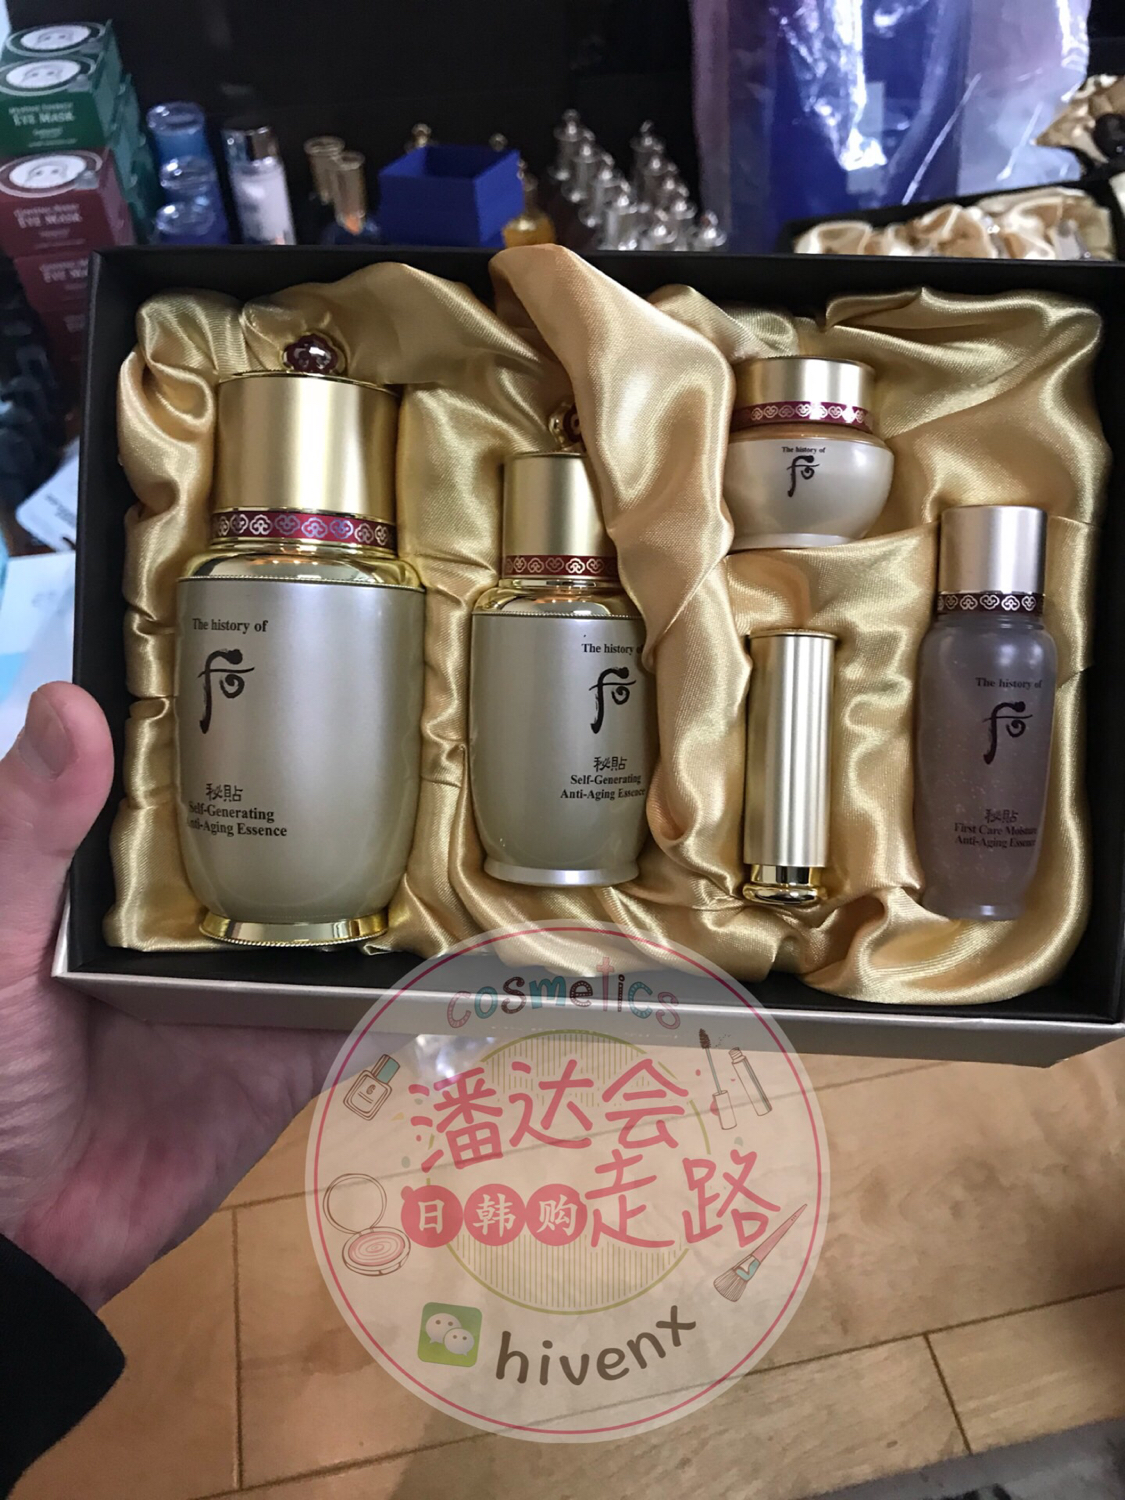 EYE MASK
EYE MASK
The history of
后
秘貼
Self-Generating
Anti-Aging Essence
The history of
后
秘貼
Self-Generating
Anti-Aging Essence
The history of
后
The history of
后
秘貼
First Care Moisture
Anti-Aging Essence
cosmetics
潘达会
日韩购走路
hivenx